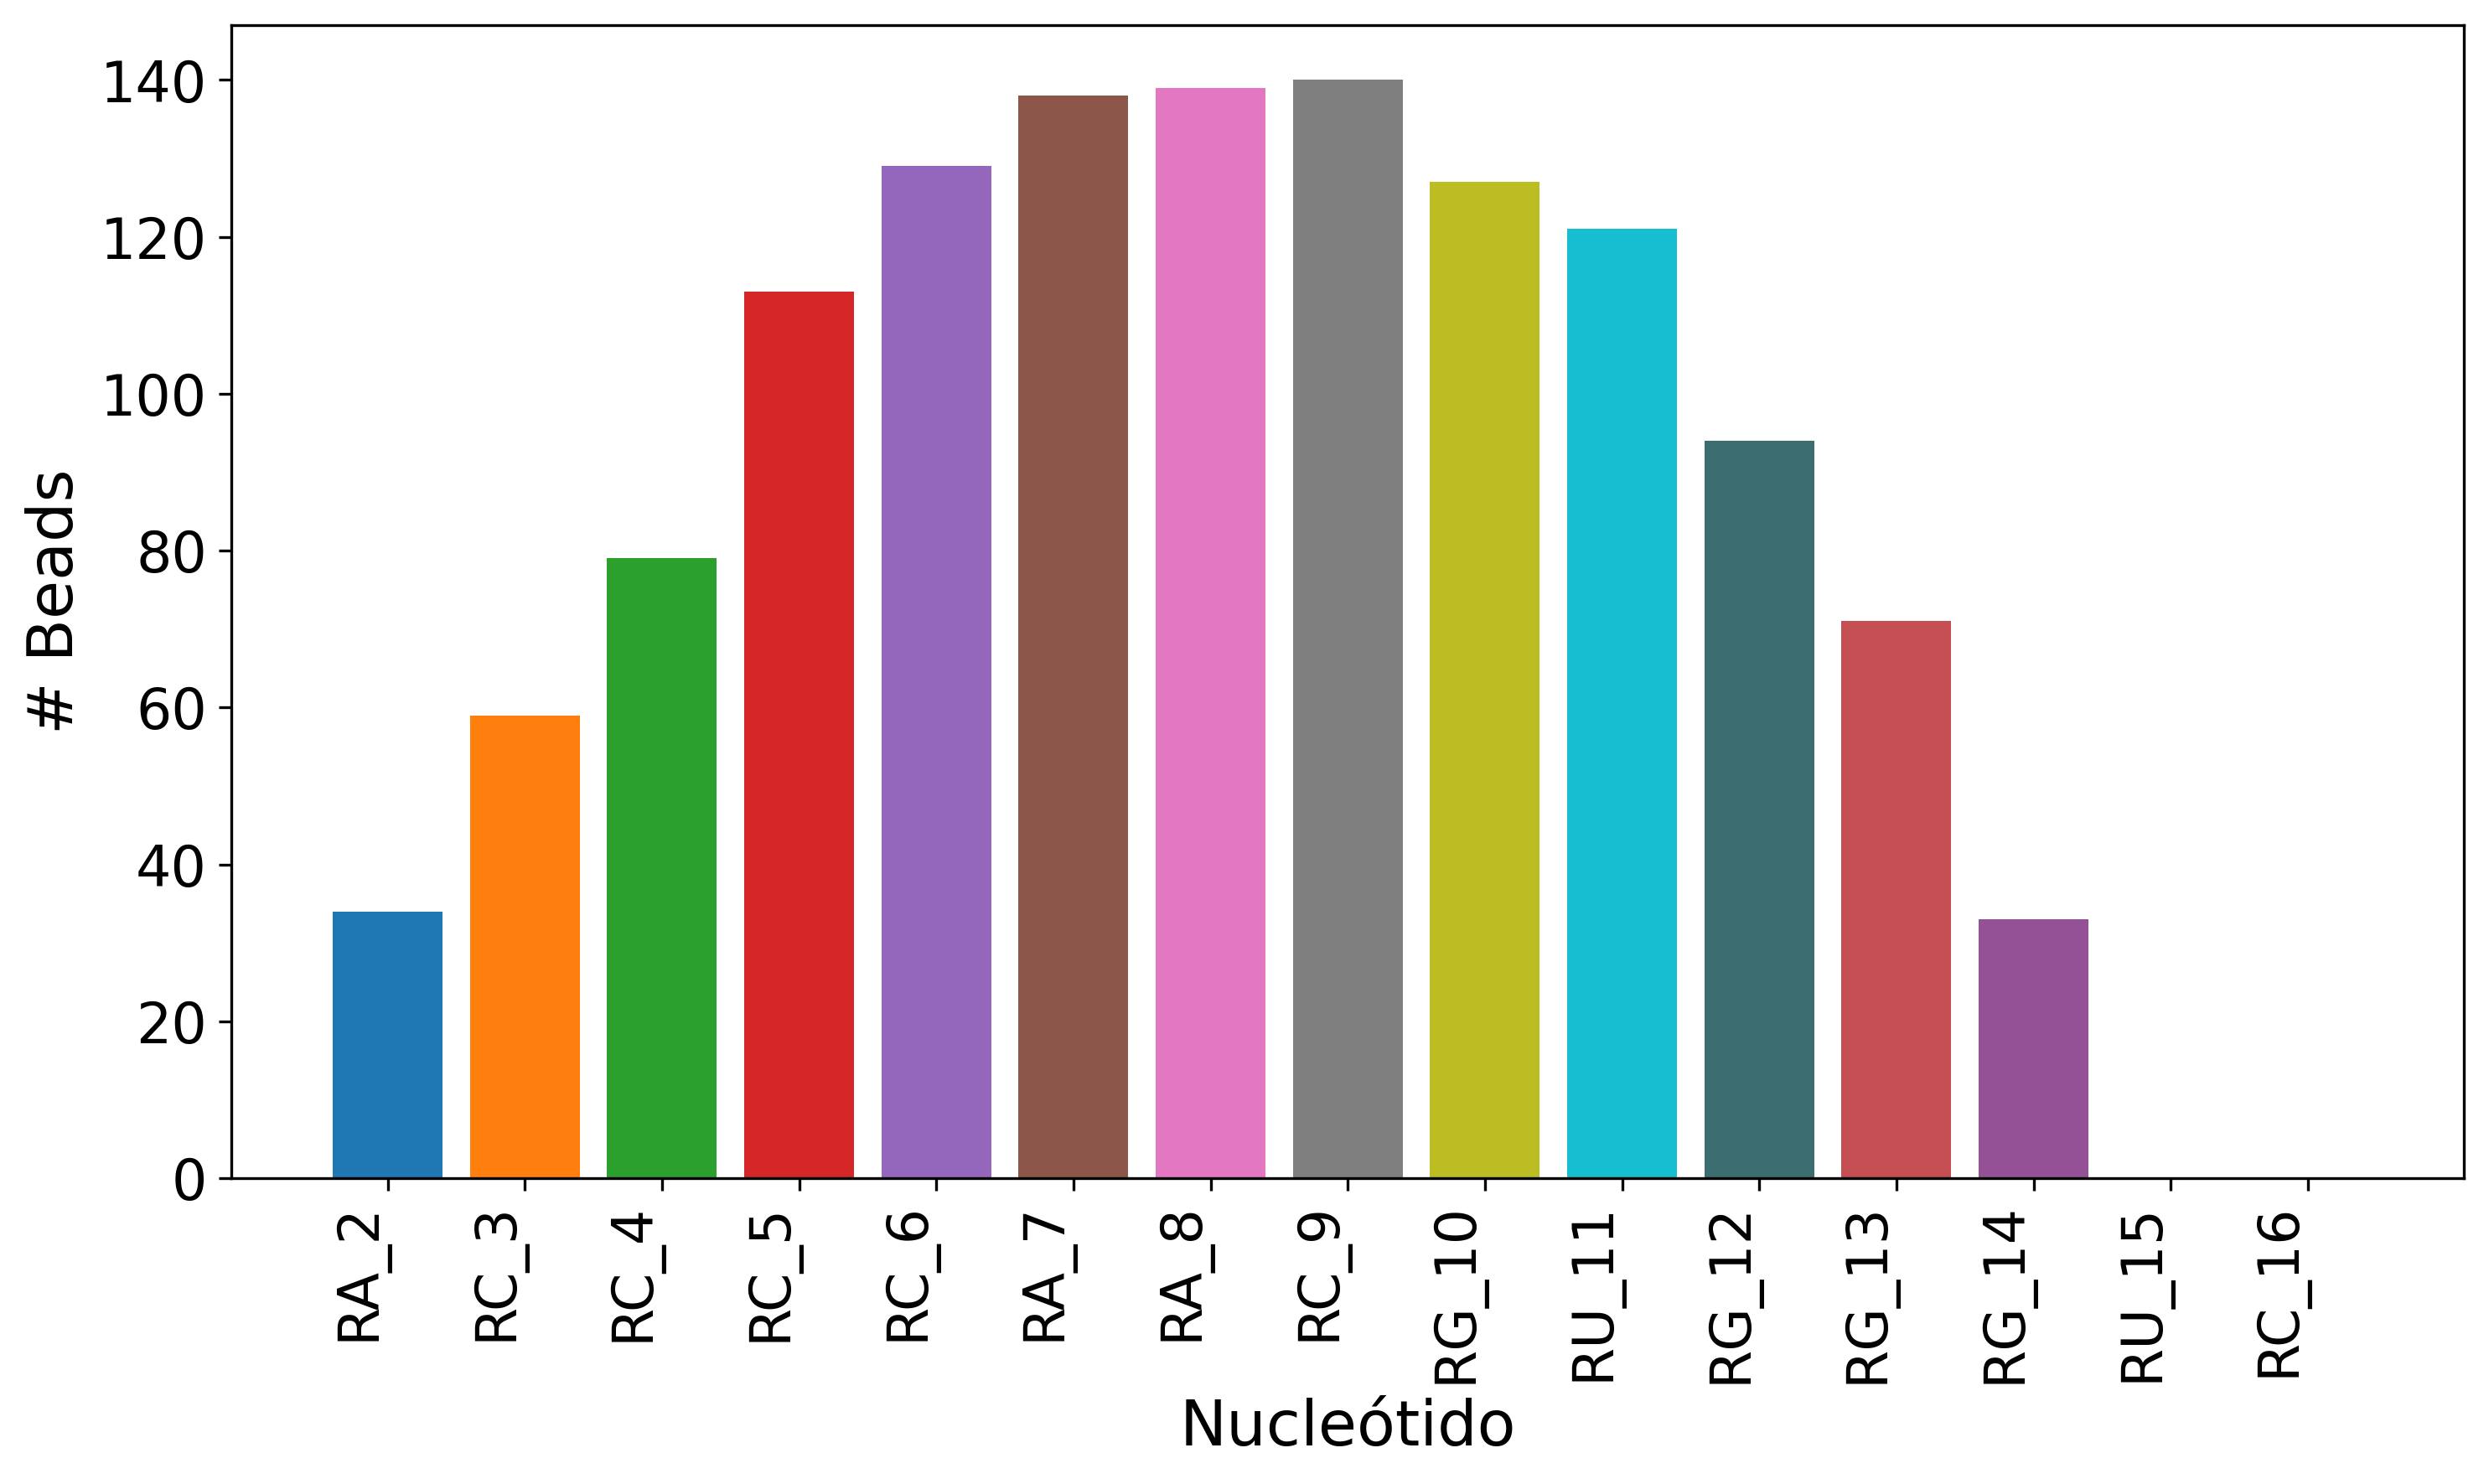 140
120
100
80
60
40
20
0
# Beads
RA_2
RC_3
RC_4
RC_5
RC_6
RA_7
RA_8
RC_9
RG_10
RU_11
RG_12
RG_13
RG_14
RU_15
RC_16
Nucleótido